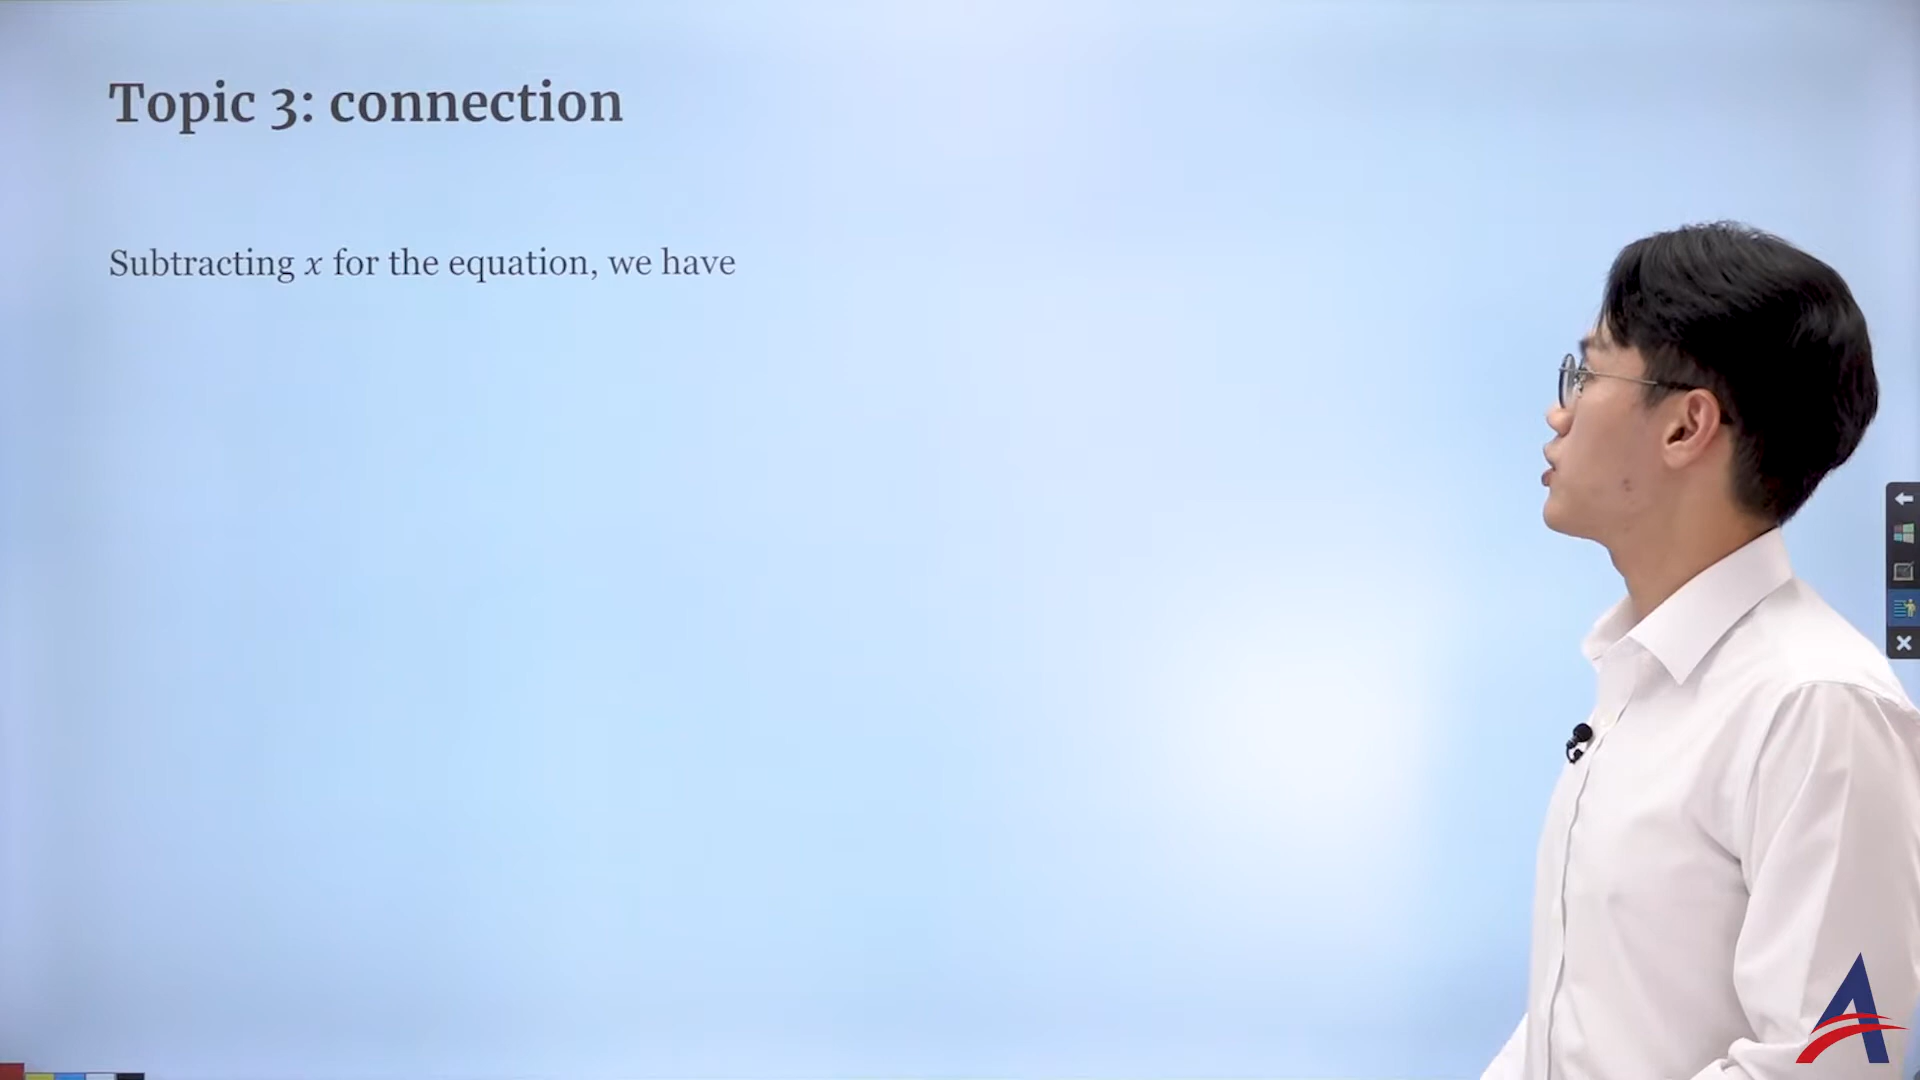 Topic 3: connection
Subtracting x for the equation, we have